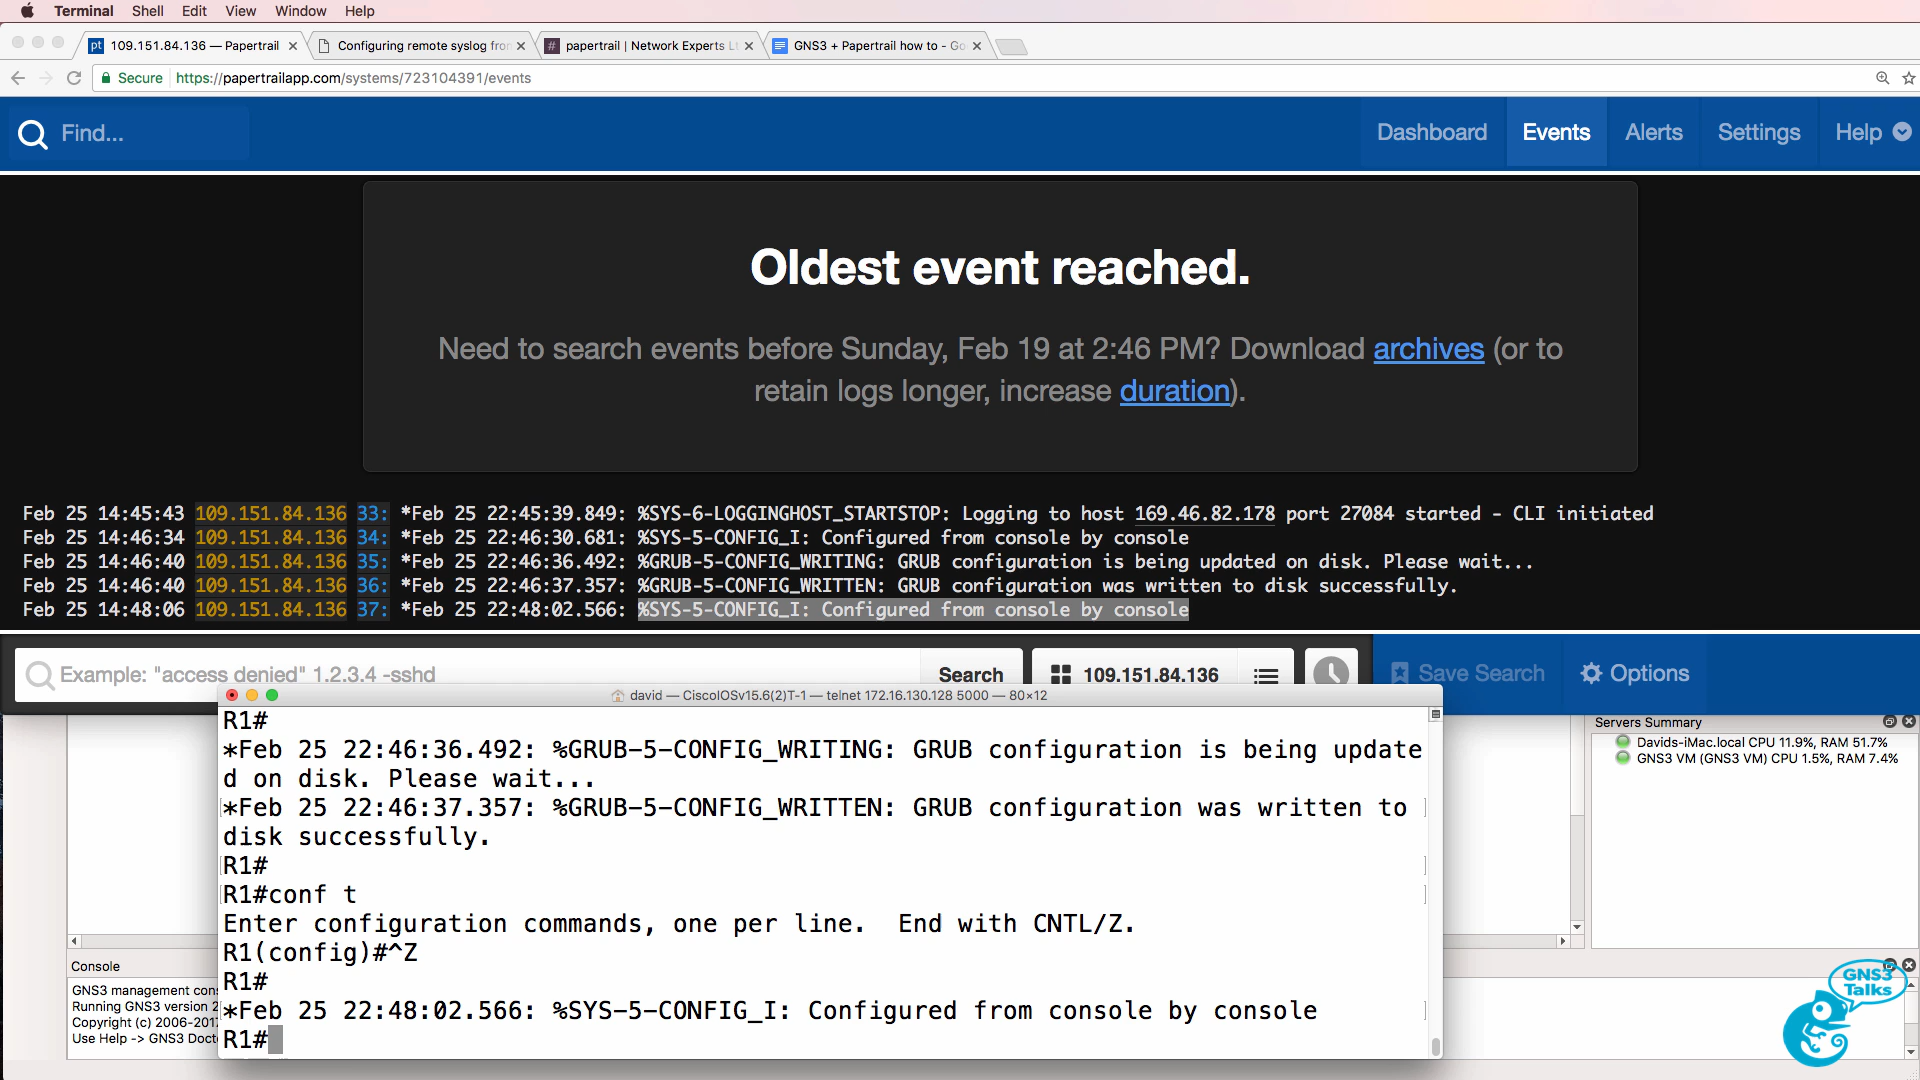 Terminal Shell Edit View Window Help
pt 109.151.84.136 — Papertrail × Configuring remote syslog fror × # papertrail | Network Experts Lt × GNS3 + Papertrail how to - Go ×
Secure https://papertrailapp.com/systems/723104391/events
Find... Dashboard Events Alerts Settings Help
Oldest event reached.
Need to search events before Sunday, Feb 19 at 2:46 PM? Download archives (or to
retain logs longer, increase duration).
Feb 25 14:45:43 109.151.84.136 33: *Feb 25 22:45:39.849: %SYS-6-LOGGINGHOST_STARTSTOP: Logging to host 169.46.82.178 port 27084 started - CLI initiated
Feb 25 14:46:34 109.151.84.136 34: *Feb 25 22:46:30.681: %SYS-5-CONFIG_I: Configured from console by console
Feb 25 14:46:40 109.151.84.136 35: *Feb 25 22:46:36.492: %GRUB-5-CONFIG_WRITING: GRUB configuration is being updated on disk. Please wait...
Feb 25 14:46:40 109.151.84.136 36: *Feb 25 22:46:37.357: %GRUB-5-CONFIG_WRITTEN: GRUB configuration was written to disk successfully.
Feb 25 14:48:06 109.151.84.136 37: *Feb 25 22:48:02.566: %SYS-5-CONFIG_I: Configured from console by console
Example: "access denied" 1.2.3.4 -sshd Search 109.151.84.136 Save Search Options
david — CiscoIOSv15.6(2)T-1 — telnet 172.16.130.128 5000 — 80×12
R1#
*Feb 25 22:46:36.492: %GRUB-5-CONFIG_WRITING: GRUB configuration is being update
d on disk. Please wait...
*Feb 25 22:46:37.357: %GRUB-5-CONFIG_WRITTEN: GRUB configuration was written to
disk successfully.
R1#
R1#conf t
Enter configuration commands, one per line.  End with CNTL/Z.
R1(config)#^Z
R1#
*Feb 25 22:48:02.566: %SYS-5-CONFIG_I: Configured from console by console
R1#
Servers Summary
Davids-iMac.local CPU 11.9%, RAM 51.7%
GNS3 VM (GNS3 VM) CPU 1.5%, RAM 7.4%
Console
GNS3 management cons
Running GNS3 version 2
Copyright (c) 2006-201
Use Help -> GNS3 Doct
GNS3
Talks